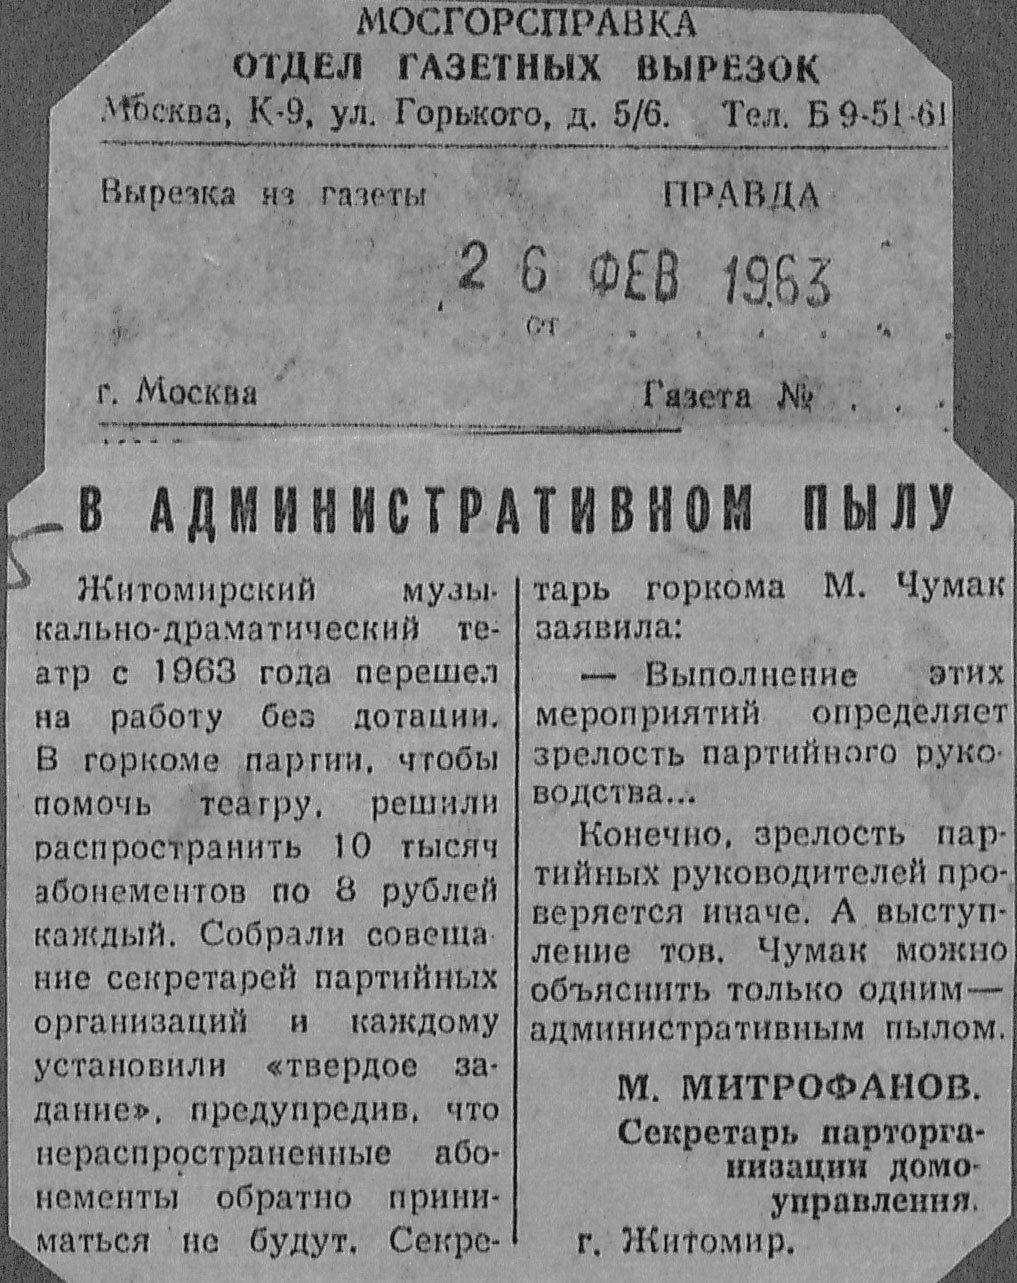 МОСГОРСПРАВКА
ОТДЕЛ ГАЗЕТНЫХ ВЫРЕЗОК
Москва, К-9, ул. Горького, д. 5/6. Тел. Б 9-51-61
Вырезка из газеты ПРАВДА
26 ФЕВ 1963
от . . . . . .
г. Москва Газета № . . .
В АДМИНИСТРАТИВНОМ ПЫЛУ
Житомирский музы-
кально-драматический те-
атр с 1963 года перешел
на работу без дотации.
В горкоме партии, чтобы
помочь театру, решили
распространить 10 тысяч
абонементов по 8 рублей
каждый. Собрали совеща-
ние секретарей партийных
организаций и каждому
установили «твердое за-
дание», предупредив, что
нераспространенные або-
нементы обратно прини-
маться не будут. Секре-
тарь горкома М. Чумак
заявила:
— Выполнение этих
мероприятий определяет
зрелость партийного руко-
водства...
Конечно, зрелость пар-
тийных руководителей про-
веряется иначе. А выступ-
ление тов. Чумак можно
объяснить только одним—
административным пылом.
М. МИТРОФАНОВ.
Секретарь парторга-
низации домо-
управления.
г. Житомир.